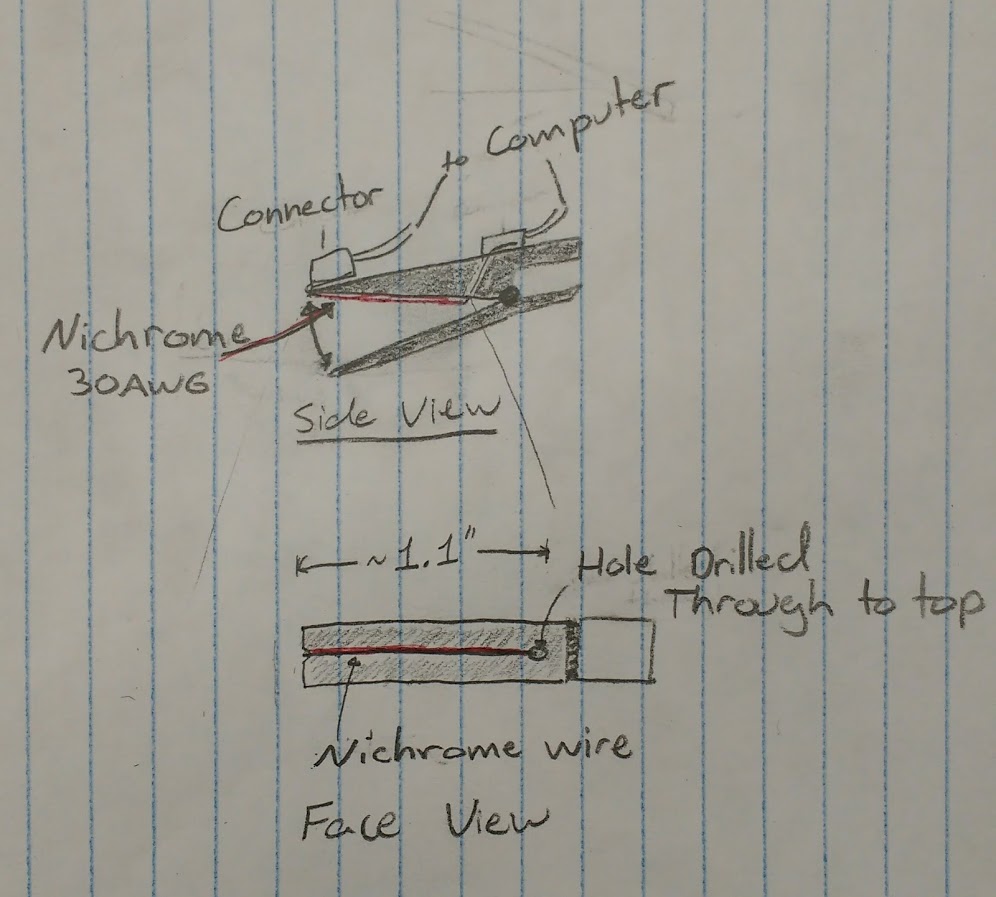 to Computer
Connector
Nichrome
30AWG
Side View
~1.1"
Hole Drilled
Through to top
Nichrome wire
Face View